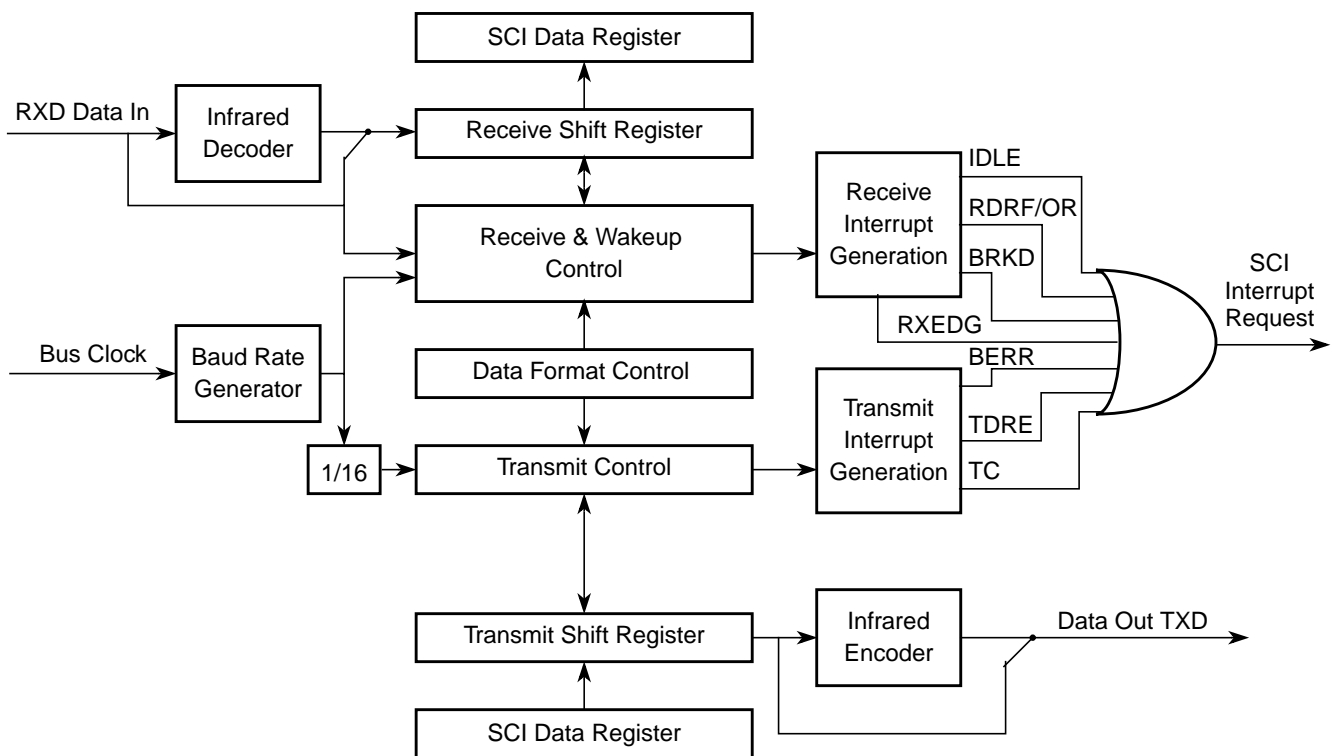 SCI Data Register
RXD Data In
Infrared
Decoder
Receive Shift Register
Receive & Wakeup
Control
Receive
Interrupt
Generation
IDLE
RDRF/OR
BRKD
RXEDG
SCI
Interrupt
Request
Bus Clock
Baud Rate
Generator
Data Format Control
BERR
Transmit
Interrupt
Generation
TDRE
TC
1/16
Transmit Control
Transmit Shift Register
Infrared
Encoder
Data Out TXD
SCI Data Register